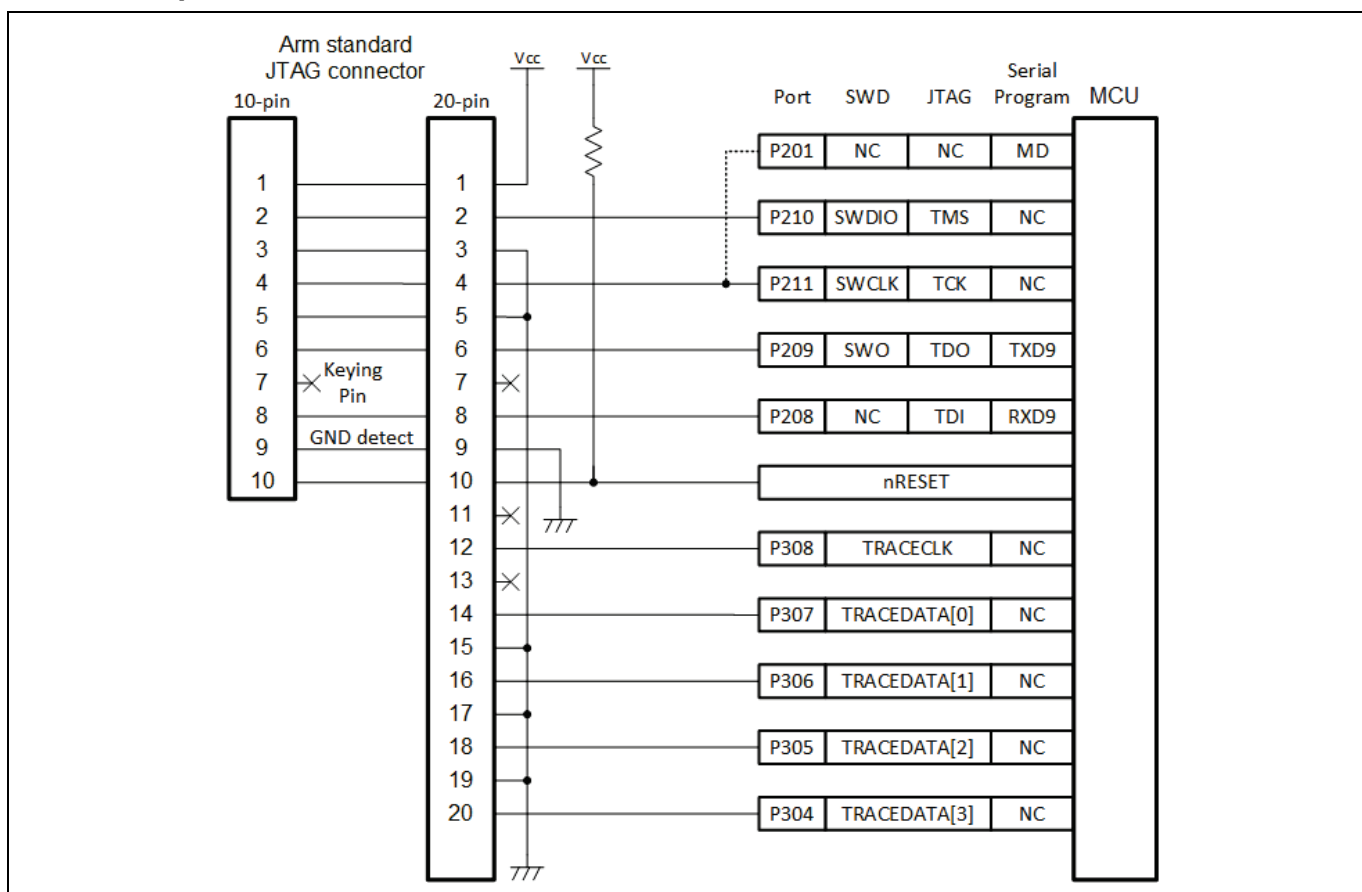 Arm standard
JTAG connector
Vcc Vcc
Serial
10-pin 20-pin Port SWD JTAG Program MCU
P201 NC NC MD
1 1
2 2 P210 SWDIO TMS NC
3 3
4 4 P211 SWCLK TCK NC
5 5
6 6 P209 SWO TDO TXD9
7 Keying 7
Pin
8 8 P208 NC TDI RXD9
9 GND detect 9
10 10 nRESET
11
12 P308 TRACECLK NC
13
14 P307 TRACEDATA[0] NC
15
16 P306 TRACEDATA[1] NC
17
18 P305 TRACEDATA[2] NC
19
20 P304 TRACEDATA[3] NC